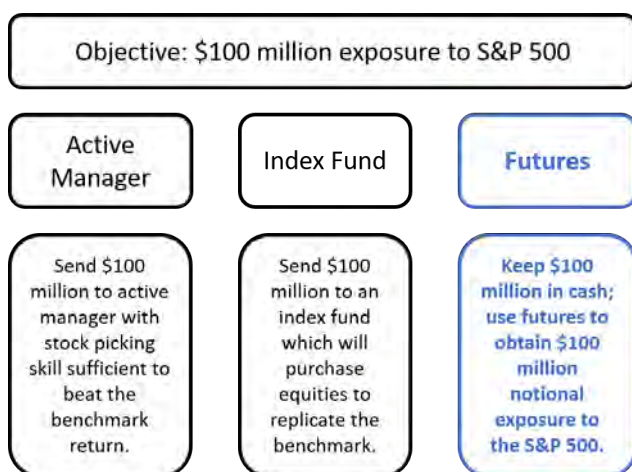 Objective: $100 million exposure to S&P 500
Active
Manager
Index Fund
Futures
Send $100
million to active
manager with
stock picking
skill sufficient to
beat the
benchmark
return.
Send $100
million to an
index fund
which will
purchase
equities to
replicate the
benchmark.
Keep $100
million in cash;
use futures to
obtain $100
million
notional
exposure to
the S&P 500.